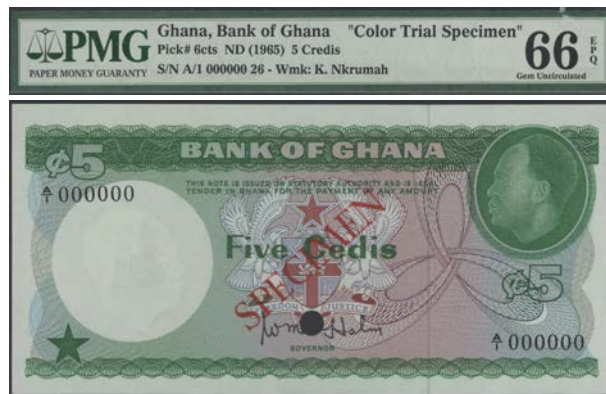 PMG
PAPER MONEY GUARANTY
Ghana, Bank of Ghana "Color Trial Specimen"
Pick# 6cts ND (1965) 5 Credis
S/N A/1 000000 26 - Wmk: K. Nkrumah
66 EPQ
Gem Uncirculated
₵5
BANK OF GHANA
A/1 000000
THIS NOTE IS ISSUED ON STATUTORY AUTHORITY AND IS LEGAL
TENDER IN GHANA FOR THE PAYMENT OF ANY AMOUNT
Five Cedis
SPECIMEN
₵5
FREEDOM JUSTICE
GOVERNOR
A/1 000000